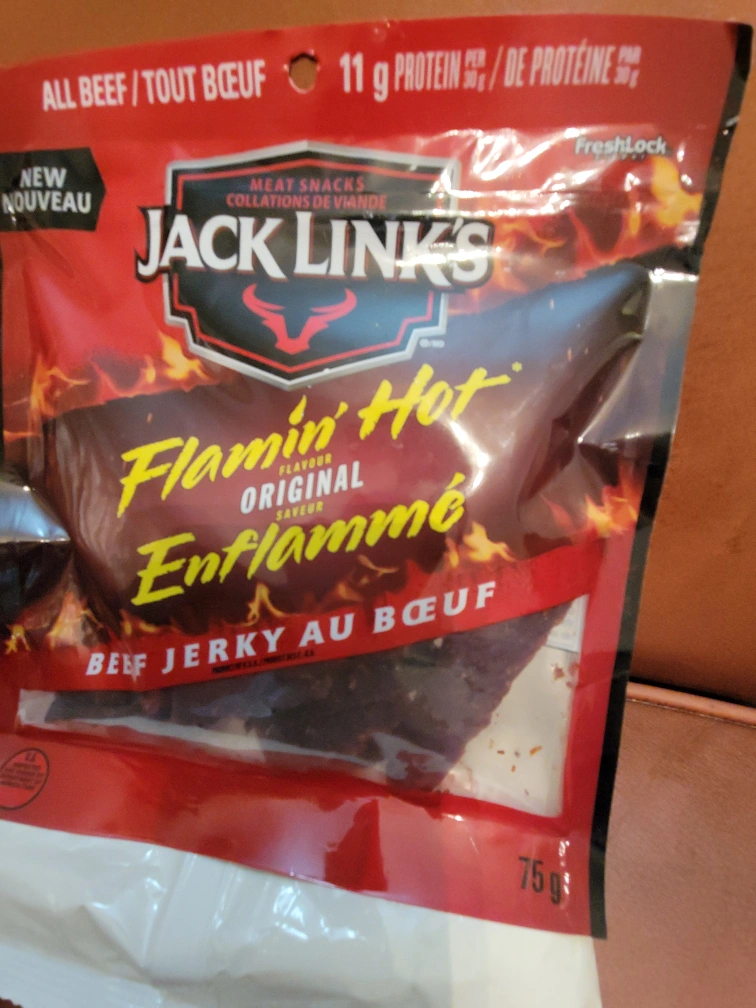 ALL BEEF / TOUT BŒUF
11 g PROTEIN PER 30 g / DE PROTÉINE PAR 30 g
FreshLock
NEW
NOUVEAU
MEAT SNACKS
COLLATIONS DE VIANDE
JACK LINK'S
Flamin' Hot*
FLAVOUR
ORIGINAL
SAVEUR
Enflammé
BEEF JERKY AU BŒUF
75 g